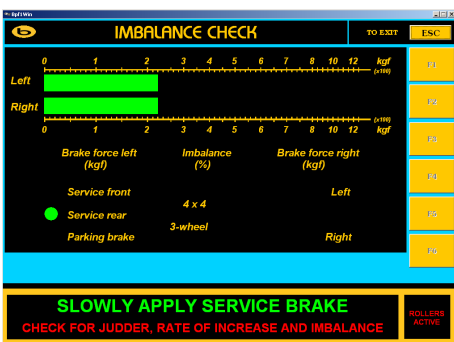 Bpf1Win
b IMBALANCE CHECK TO EXIT ESC
0 1 2 3 4 5 6 7 8 10 12 kgf
(x100)
Left
Right
(x100)
0 1 2 3 4 5 6 7 8 10 12 kgf
Brake force left Imbalance Brake force right
(kgf) (%) (kgf)
Service front Left
4 x 4
Service rear
3-wheel
Parking brake Right
F1
F2
F3
F4
F5
F6
SLOWLY APPLY SERVICE BRAKE
CHECK FOR JUDDER, RATE OF INCREASE AND IMBALANCE
ROLLERS
ACTIVE